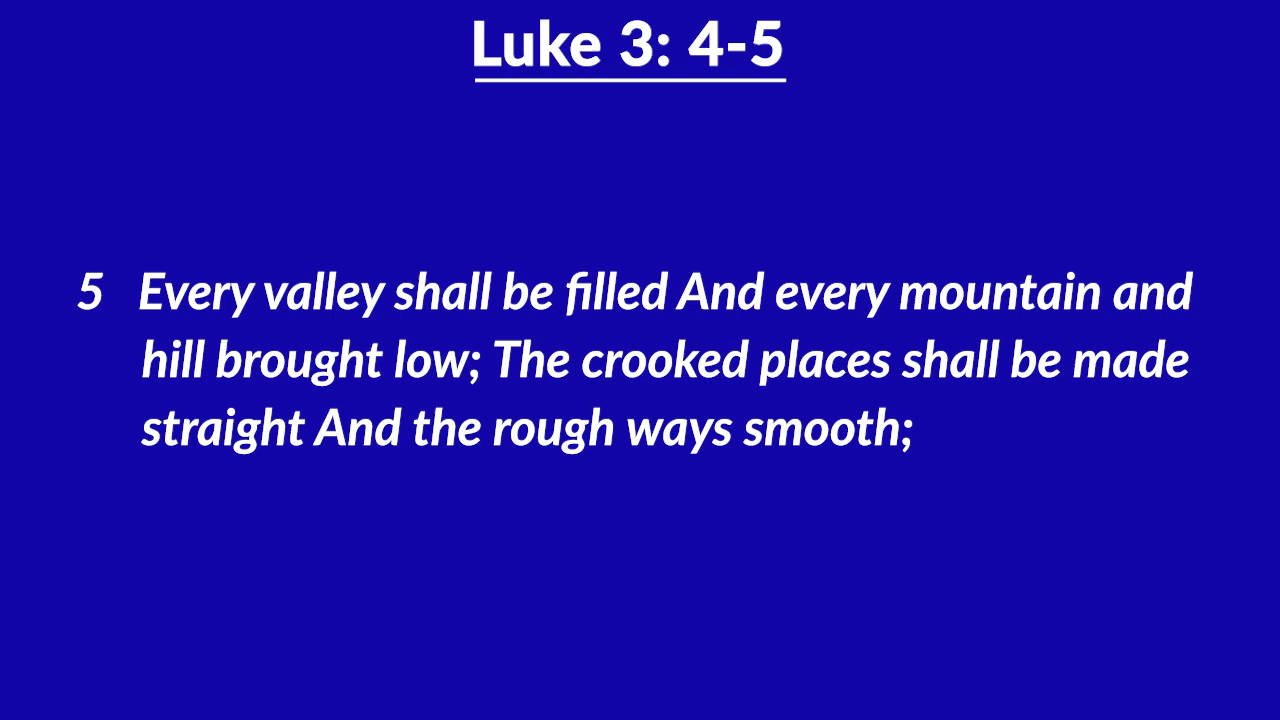 Luke 3: 4-5
5 Every valley shall be filled And every mountain and
hill brought low; The crooked places shall be made
straight And the rough ways smooth;